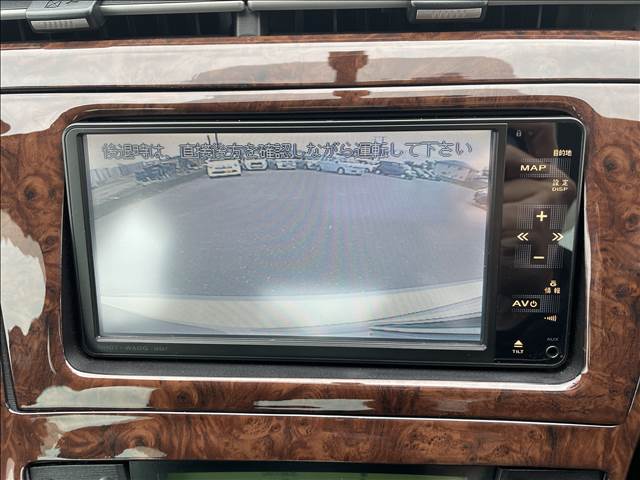 後退時は、直接後方を確認しながら運転して下さい
目的地
MAP
設定
DISP
+
−
情報
AV
AUX
TILT